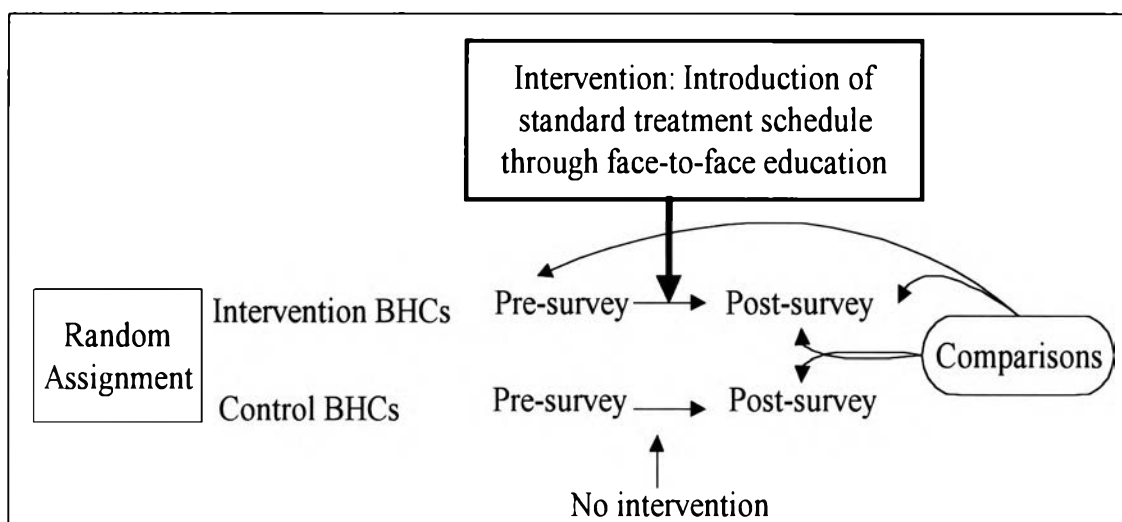 Intervention: Introduction of
standard treatment schedule
through face-to-face education
Random
Assignment
Intervention BHCs
Pre-survey
Post-survey
Comparisons
Control BHCs
Pre-survey
Post-survey
No intervention